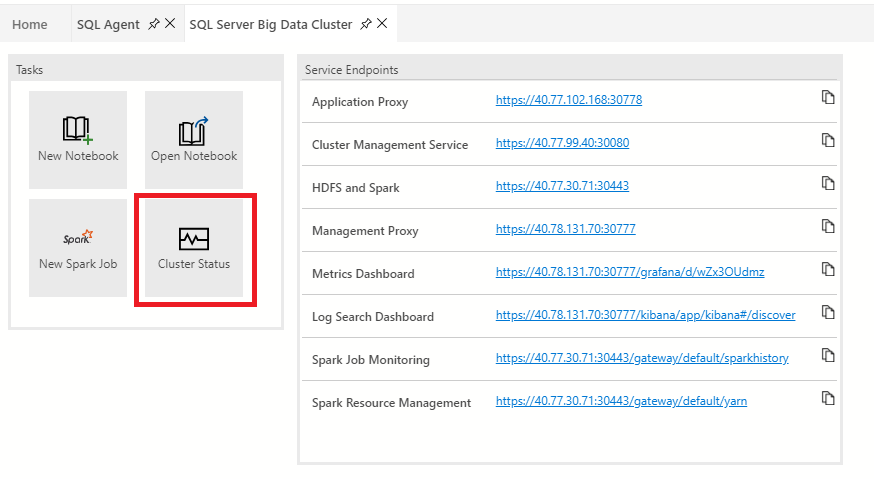 Home
SQL Agent
SQL Server Big Data Cluster
Tasks
New Notebook
Open Notebook
Spark
New Spark Job
Cluster Status
Service Endpoints
Application Proxy https://40.77.102.168:30778
Cluster Management Service https://40.77.99.40:30080
HDFS and Spark https://40.77.30.71:30443
Management Proxy https://40.78.131.70:30777
Metrics Dashboard https://40.78.131.70:30777/grafana/d/wZx3OUdmz
Log Search Dashboard https://40.78.131.70:30777/kibana/app/kibana#/discover
Spark Job Monitoring https://40.77.30.71:30443/gateway/default/sparkhistory
Spark Resource Management https://40.77.30.71:30443/gateway/default/yarn